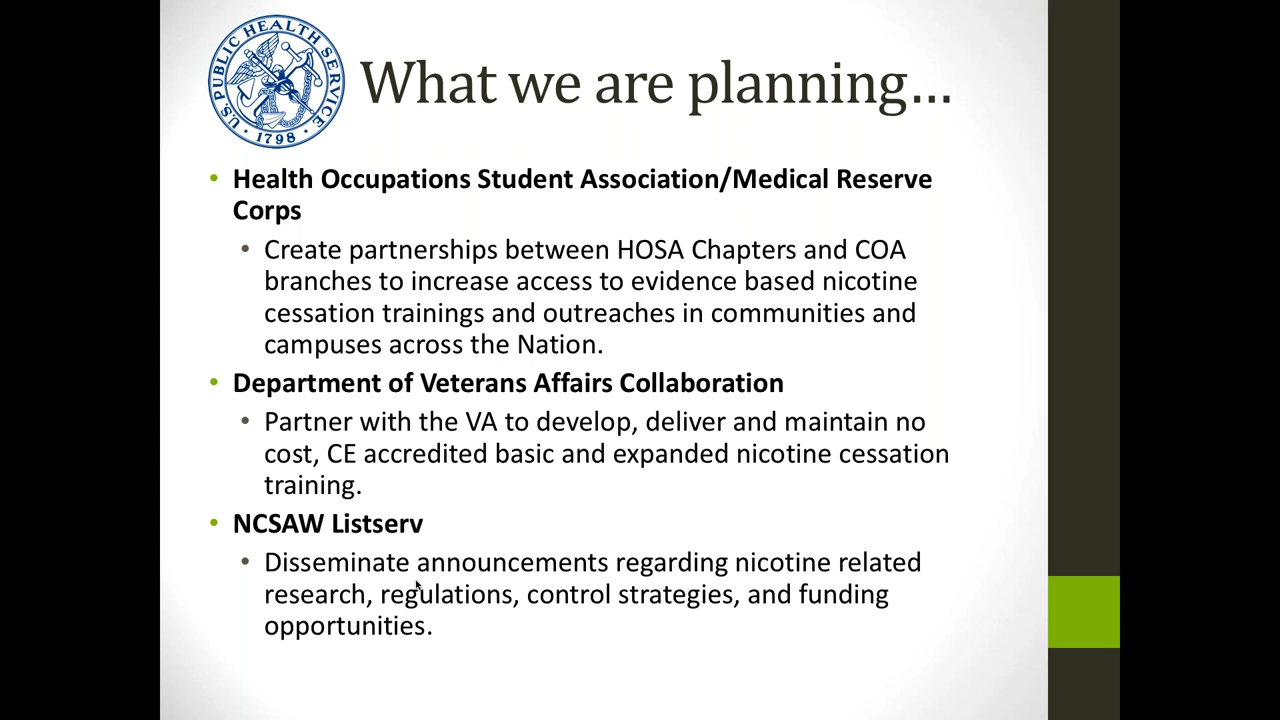 U.S. PUBLIC HEALTH SERVICE
1798
What we are planning...
• Health Occupations Student Association/Medical Reserve
Corps
• Create partnerships between HOSA Chapters and COA
branches to increase access to evidence based nicotine
cessation trainings and outreaches in communities and
campuses across the Nation.
• Department of Veterans Affairs Collaboration
• Partner with the VA to develop, deliver and maintain no
cost, CE accredited basic and expanded nicotine cessation
training.
• NCSAW Listserv
• Disseminate announcements regarding nicotine related
research, regulations, control strategies, and funding
opportunities.